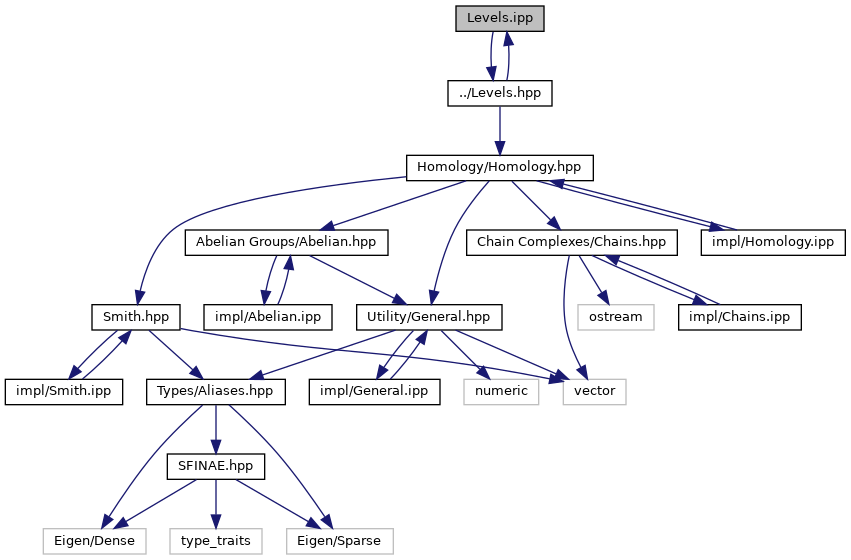 Levels.ipp
../Levels.hpp
Homology/Homology.hpp
Abelian Groups/Abelian.hpp
Chain Complexes/Chains.hpp
impl/Homology.ipp
Smith.hpp
impl/Abelian.ipp
Utility/General.hpp
ostream
impl/Chains.ipp
impl/Smith.ipp
Types/Aliases.hpp
impl/General.ipp
numeric
vector
SFINAE.hpp
Eigen/Dense
type_traits
Eigen/Sparse